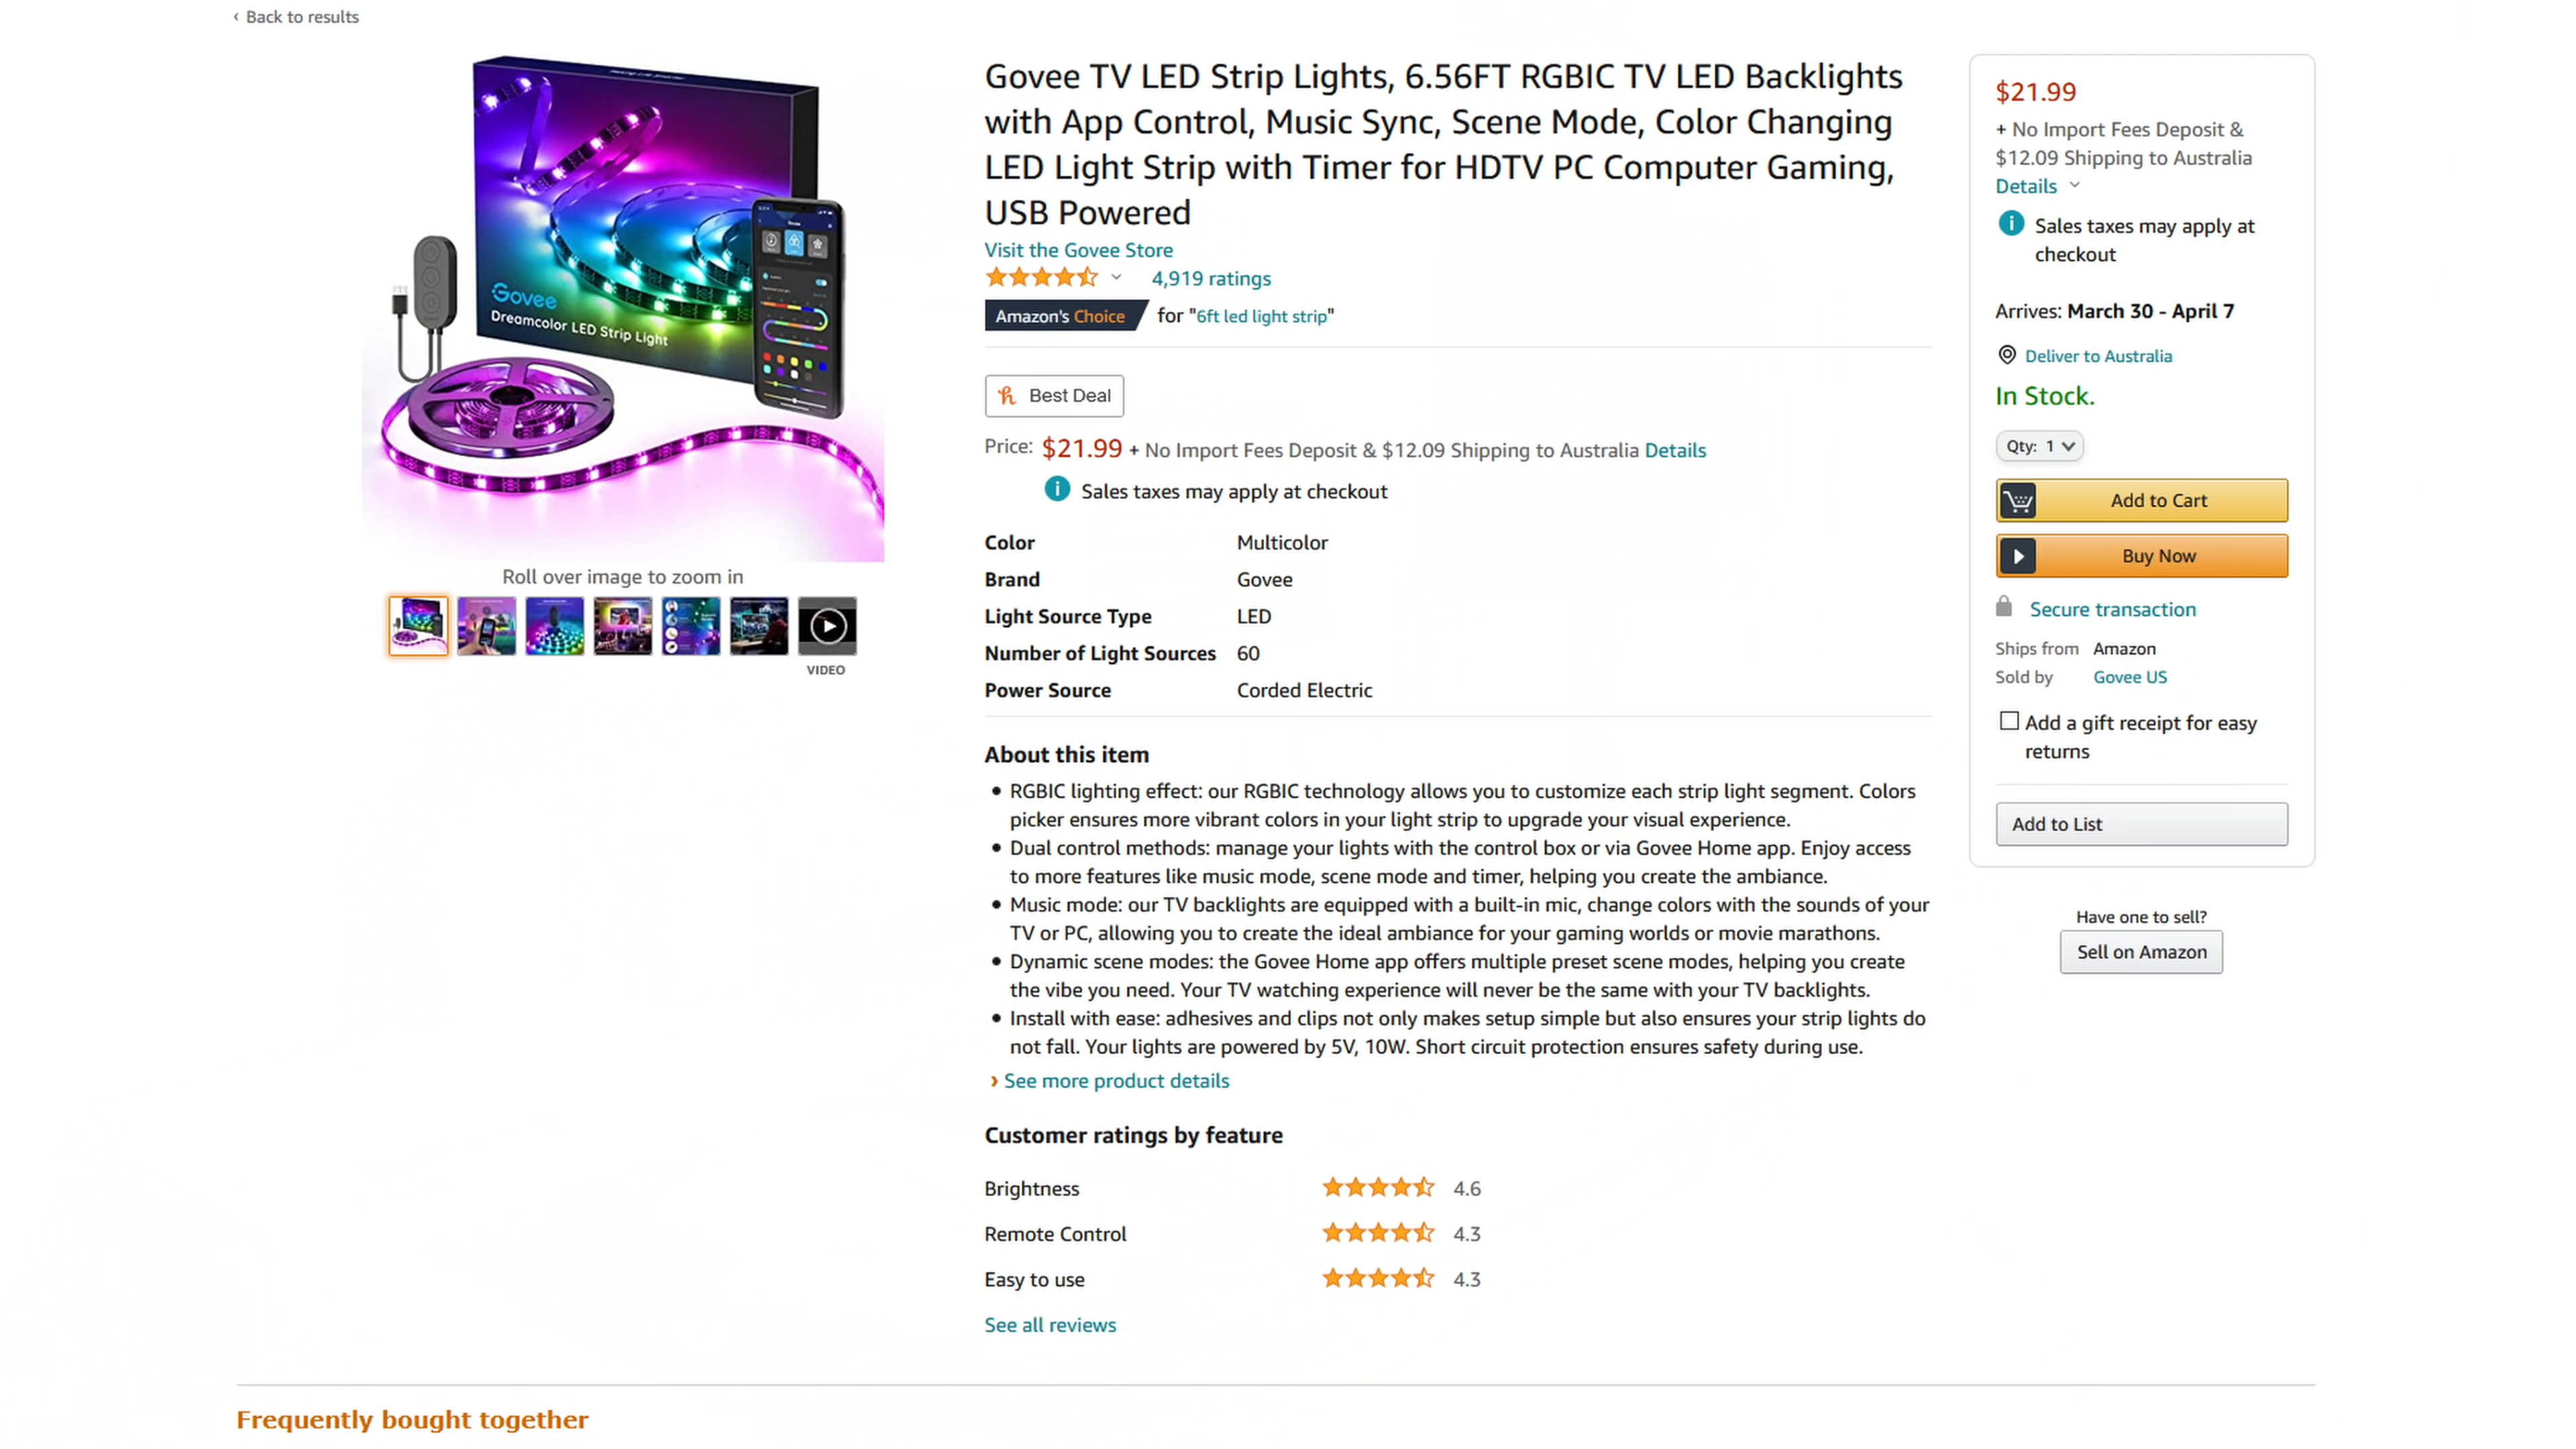 ‹ Back to results
Govee
Dreamcolor LED Strip Light
Roll over image to zoom in
VIDEO
Govee TV LED Strip Lights, 6.56FT RGBIC TV LED Backlights
with App Control, Music Sync, Scene Mode, Color Changing
LED Light Strip with Timer for HDTV PC Computer Gaming,
USB Powered
Visit the Govee Store
4,919 ratings
Amazon's Choice for "6ft led light strip"
Best Deal
Price: $21.99 + No Import Fees Deposit & $12.09 Shipping to Australia Details
Sales taxes may apply at checkout
Color Multicolor
Brand Govee
Light Source Type LED
Number of Light Sources 60
Power Source Corded Electric
About this item
• RGBIC lighting effect: our RGBIC technology allows you to customize each strip light segment. Colors
picker ensures more vibrant colors in your light strip to upgrade your visual experience.
• Dual control methods: manage your lights with the control box or via Govee Home app. Enjoy access
to more features like music mode, scene mode and timer, helping you create the ambiance.
• Music mode: our TV backlights are equipped with a built-in mic, change colors with the sounds of your
TV or PC, allowing you to create the ideal ambiance for your gaming worlds or movie marathons.
• Dynamic scene modes: the Govee Home app offers multiple preset scene modes, helping you create
the vibe you need. Your TV watching experience will never be the same with your TV backlights.
• Install with ease: adhesives and clips not only makes setup simple but also ensures your strip lights do
not fall. Your lights are powered by 5V, 10W. Short circuit protection ensures safety during use.
› See more product details
Customer ratings by feature
Brightness 4.6
Remote Control 4.3
Easy to use 4.3
See all reviews
$21.99
+ No Import Fees Deposit &
$12.09 Shipping to Australia
Details
Sales taxes may apply at
checkout
Arrives: March 30 - April 7
Deliver to Australia
In Stock.
Qty: 1
Add to Cart
Buy Now
Secure transaction
Ships from Amazon
Sold by Govee US
Add a gift receipt for easy
returns
Add to List
Have one to sell?
Sell on Amazon
Frequently bought together